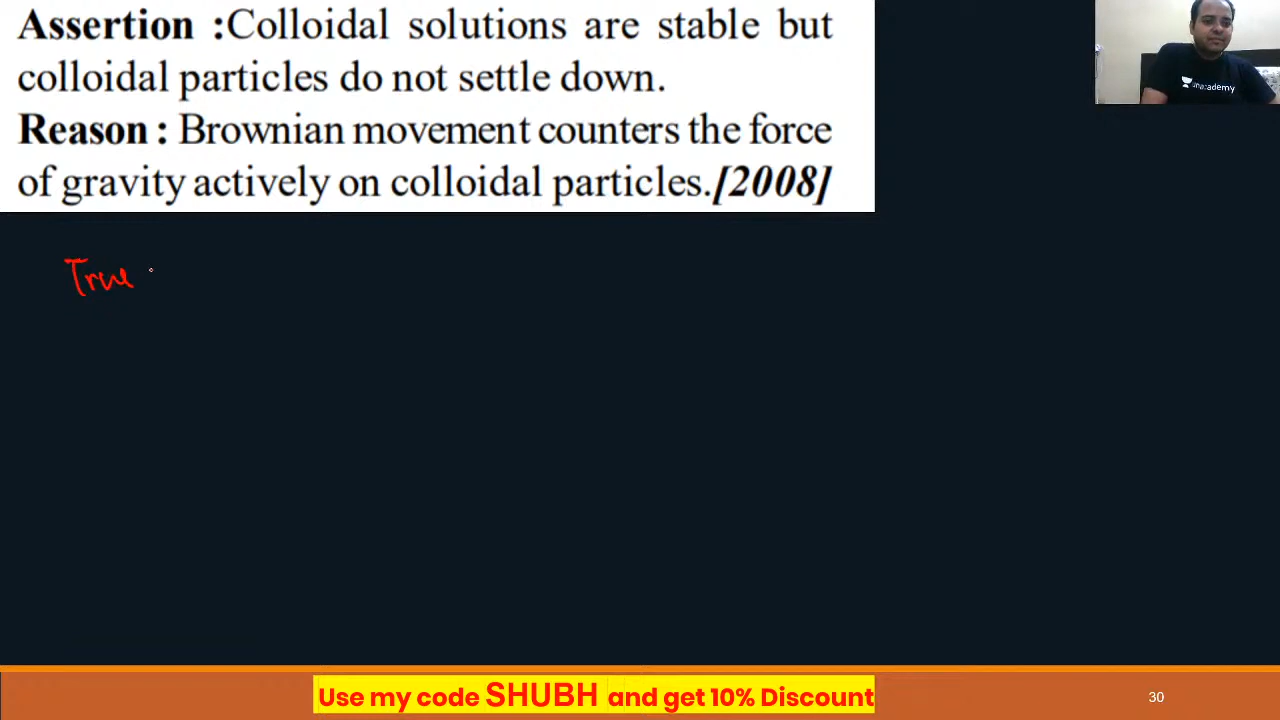 Assertion :Colloidal solutions are stable but
colloidal particles do not settle down.
Reason : Brownian movement counters the force
of gravity actively on colloidal particles.[2008]
True
Use my code SHUBH and get 10% Discount
30